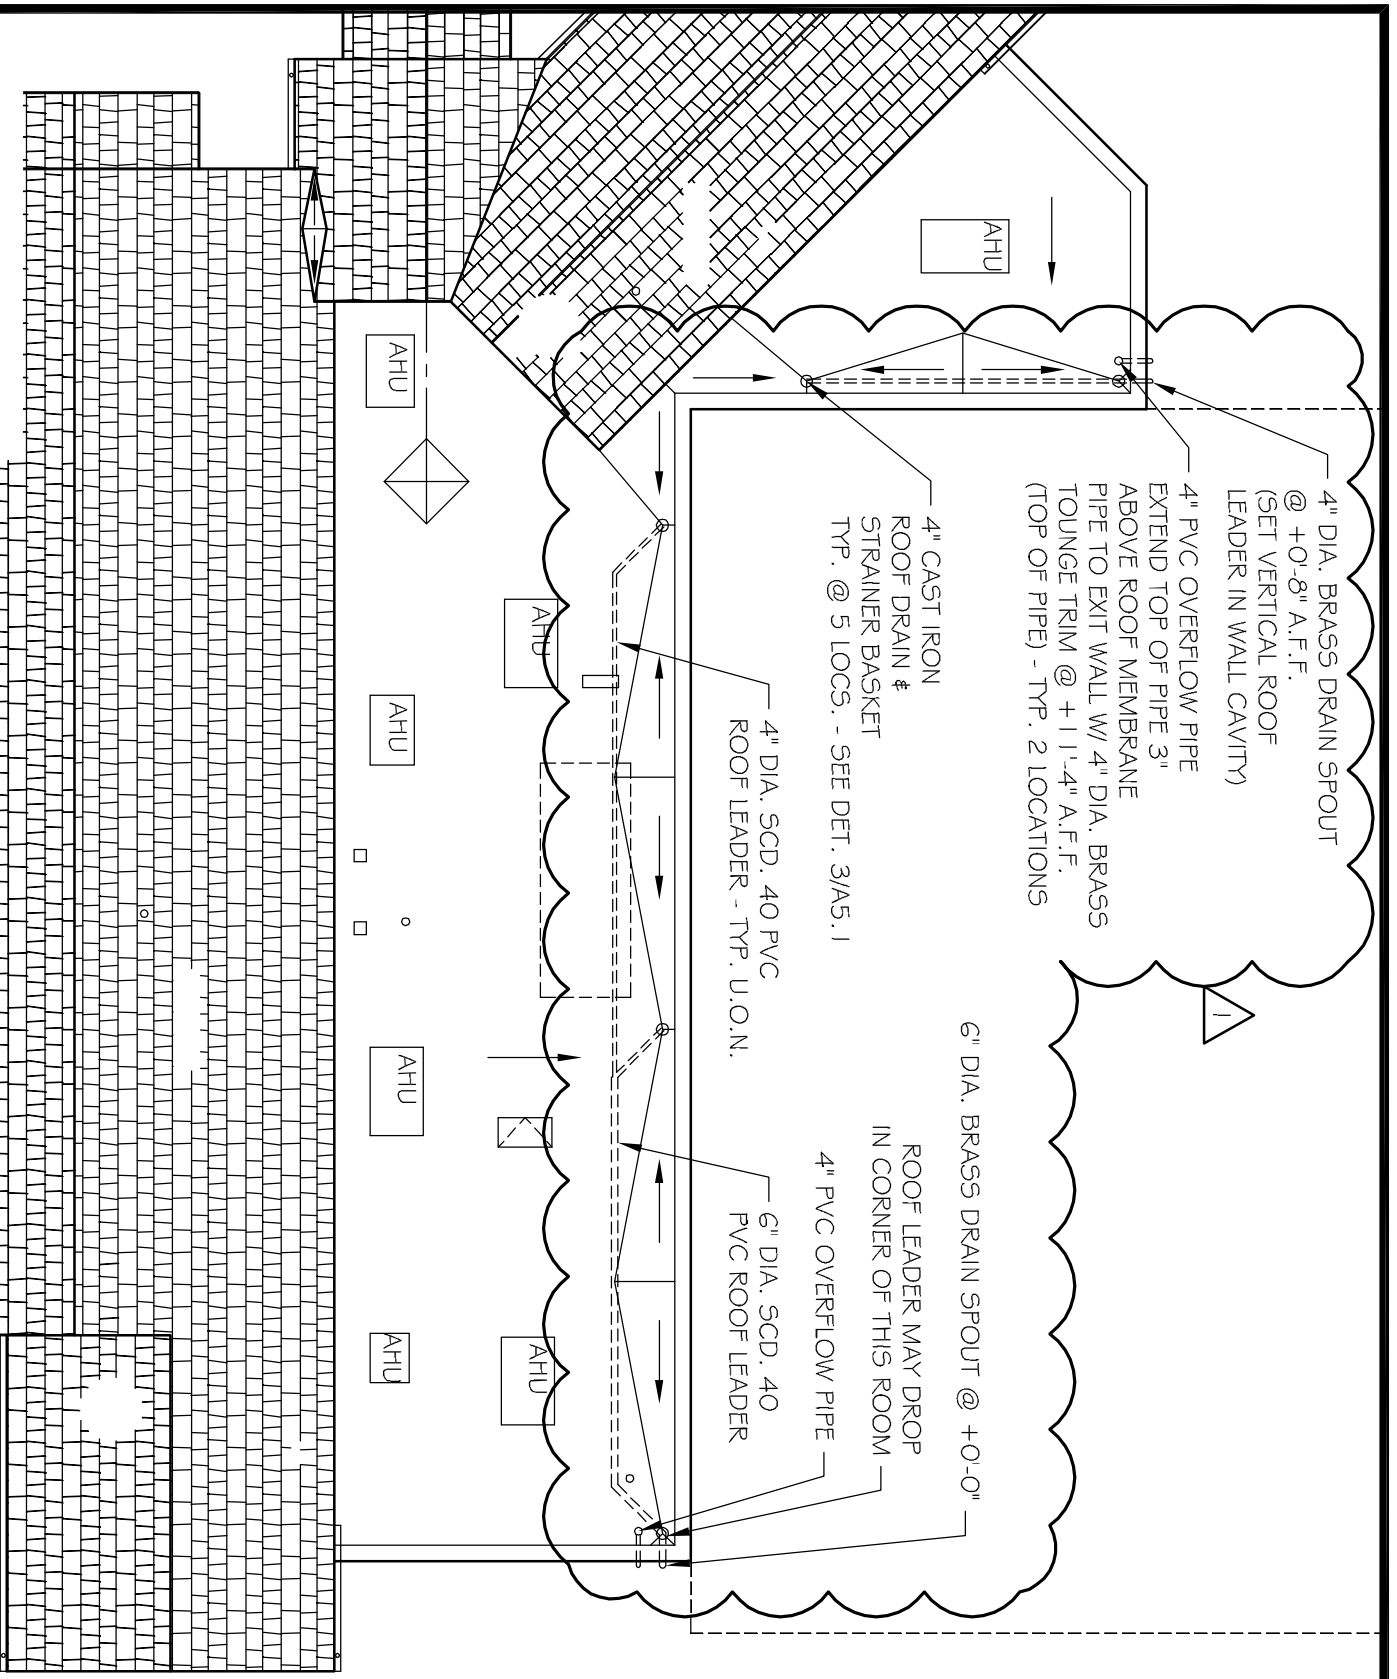 4" DIA. BRASS DRAIN SPOUT
@ +0'-8" A.F.F.
(SET VERTICAL ROOF
LEADER IN WALL CAVITY)
4" PVC OVERFLOW PIPE
EXTEND TOP OF PIPE 3"
ABOVE ROOF MEMBRANE
PIPE TO EXIT WALL W/ 4" DIA. BRASS
TOUNGE TRIM @ +11'-4" A.F.F.
(TOP OF PIPE) - TYP. 2 LOCATIONS
4" CAST IRON
ROOF DRAIN &
STRAINER BASKET
TYP. @ 5 LOCS. - SEE DET. 3/A5.1
4" DIA. SCD. 40 PVC
ROOF LEADER - TYP. U.O.N.
1
6" DIA. BRASS DRAIN SPOUT @ +0'-0"
ROOF LEADER MAY DROP
IN CORNER OF THIS ROOM
4" PVC OVERFLOW PIPE
6" DIA. SCD. 40
PVC ROOF LEADER
AHU
AHU
AHU
AHU
AHU
AHU
AHU